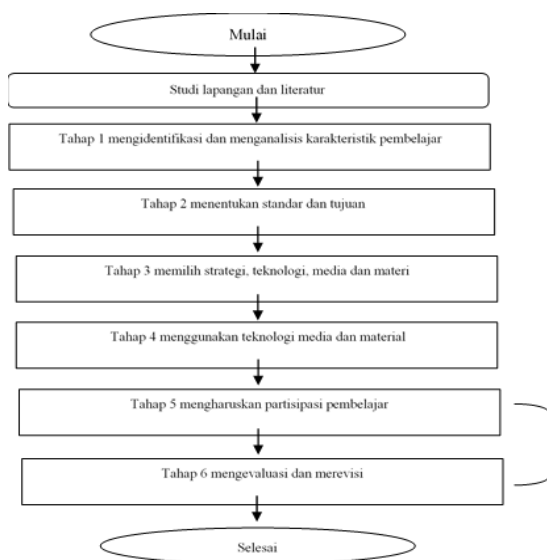 Mulai
Studi lapangan dan literatur
Tahap 1 mengidentifikasi dan menganalisis karakteristik pembelajar
Tahap 2 menentukan standar dan tujuan
Tahap 3 memilih strategi, teknologi, media dan materi
Tahap 4 menggunakan teknologi media dan material
Tahap 5 mengharuskan partisipasi pembelajar
Tahap 6 mengevaluasi dan merevisi
Selesai